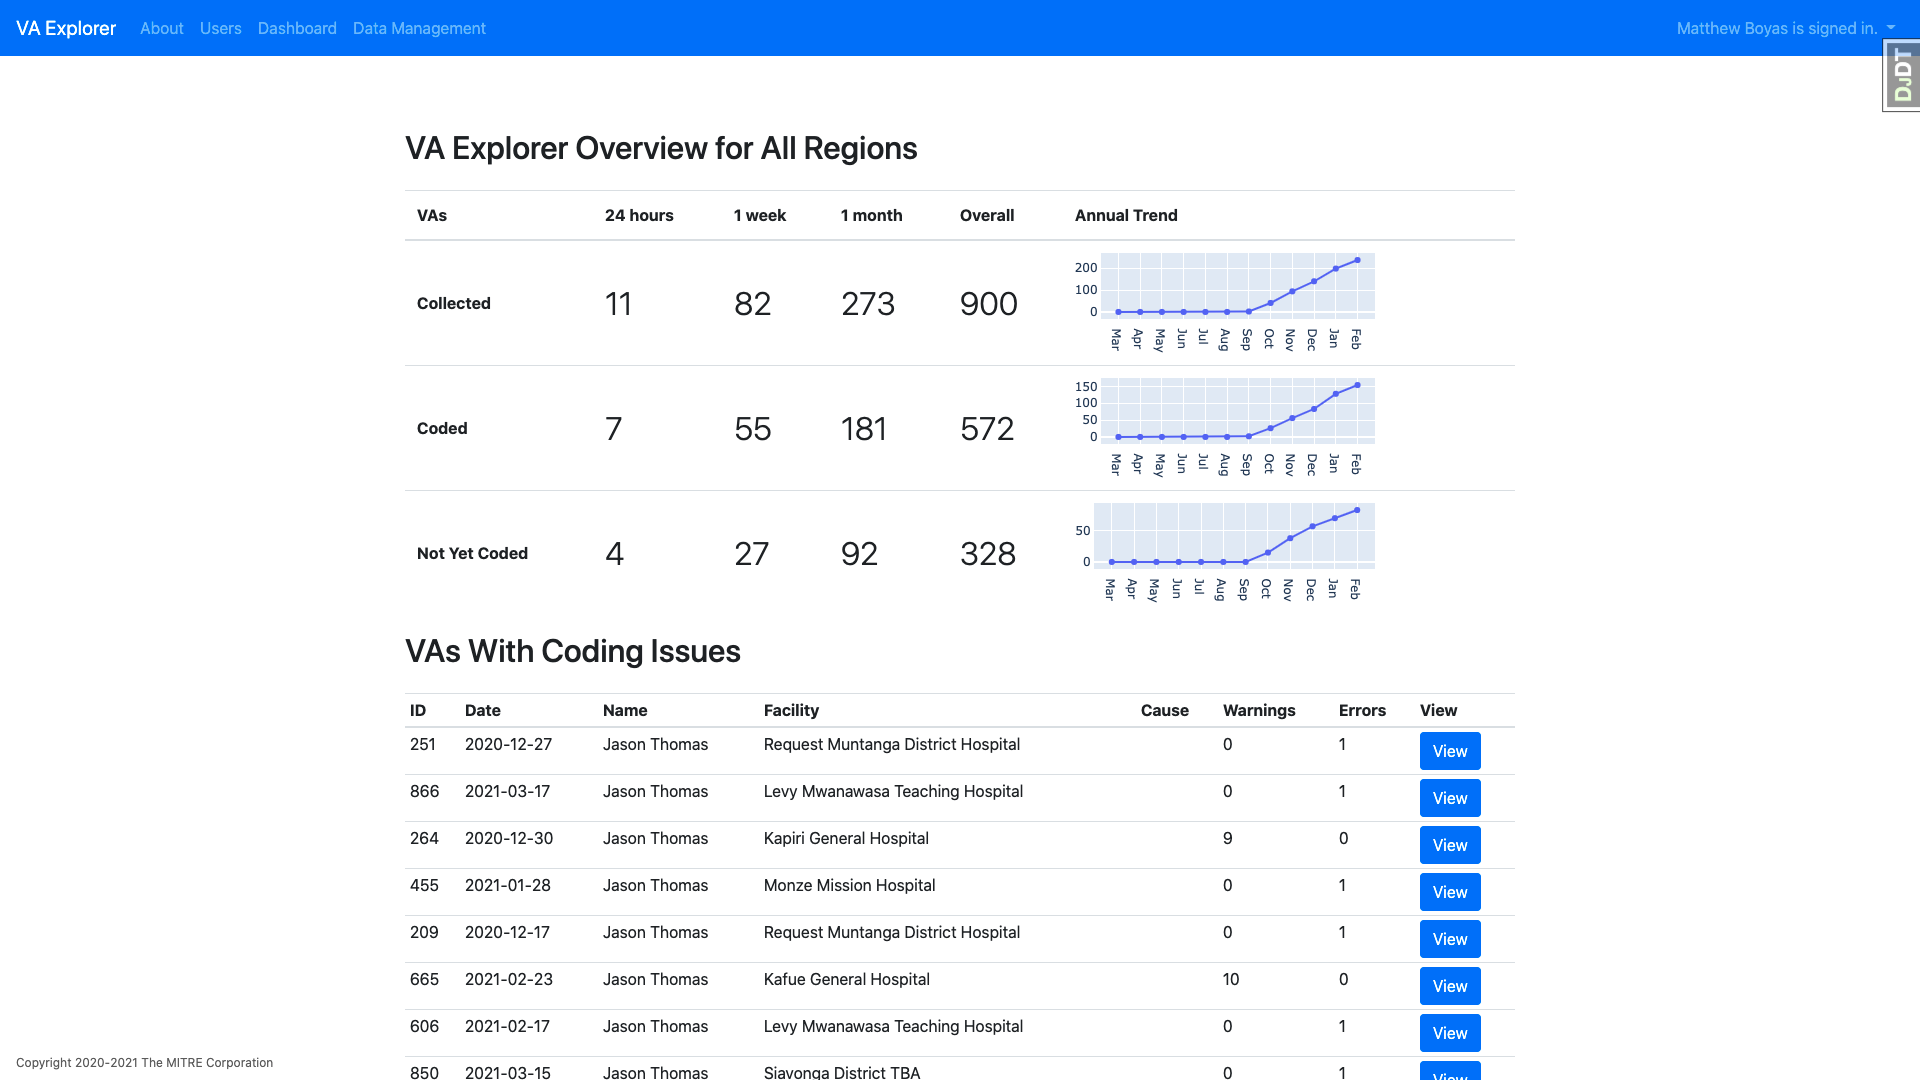 VA Explorer About Users Dashboard Data Management Matthew Boyas is signed in.
DJDT
VA Explorer Overview for All Regions
VAs 24 hours 1 week 1 month Overall Annual Trend
Collected 11 82 273 900
200
100
0
Mar Apr May Jun Jul Aug Sep Oct Nov Dec Jan Feb
Coded 7 55 181 572
150
100
50
0
Mar Apr May Jun Jul Aug Sep Oct Nov Dec Jan Feb
Not Yet Coded 4 27 92 328
50
0
Mar Apr May Jun Jul Aug Sep Oct Nov Dec Jan Feb
VAs With Coding Issues
ID Date Name Facility Cause Warnings Errors View
251 2020-12-27 Jason Thomas Request Muntanga District Hospital 0 1 View
866 2021-03-17 Jason Thomas Levy Mwanawasa Teaching Hospital 0 1 View
264 2020-12-30 Jason Thomas Kapiri General Hospital 9 0 View
455 2021-01-28 Jason Thomas Monze Mission Hospital 0 1 View
209 2020-12-17 Jason Thomas Request Muntanga District Hospital 0 1 View
665 2021-02-23 Jason Thomas Kafue General Hospital 10 0 View
606 2021-02-17 Jason Thomas Levy Mwanawasa Teaching Hospital 0 1 View
850 2021-03-15 Jason Thomas Siavonga District TBA 0 1 View
Copyright 2020-2021 The MITRE Corporation